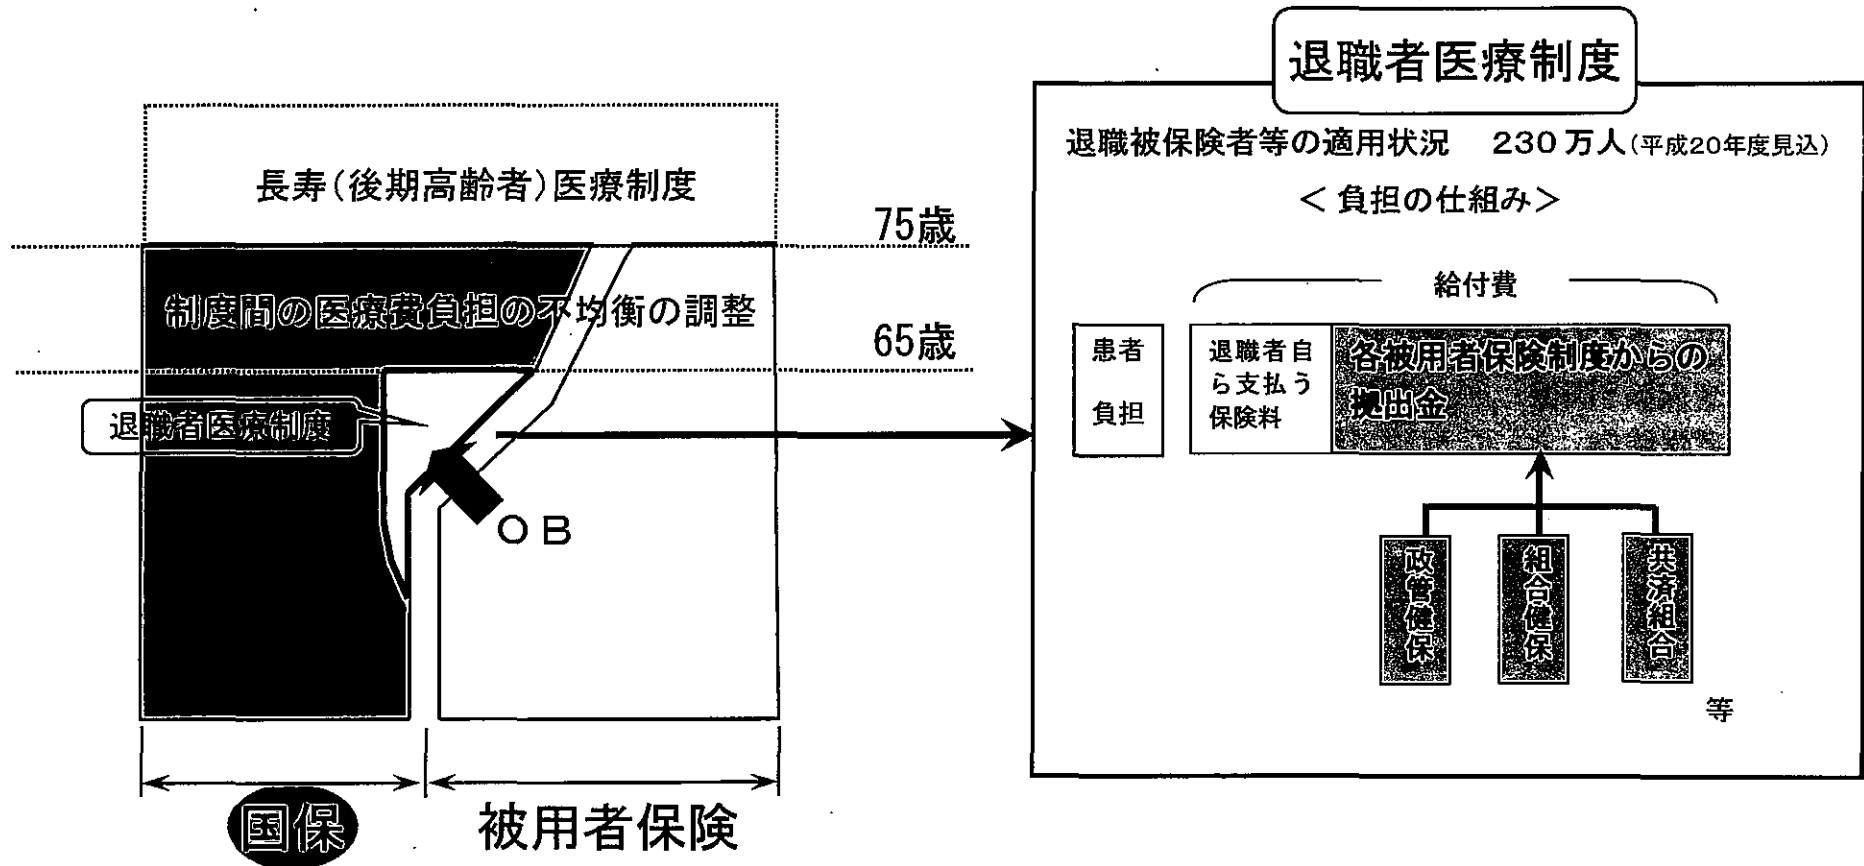 長寿(後期高齢者)医療制度
75歳
制度間の医療費負担の不均衡の調整
65歳
退職者医療制度
OB
国保
被用者保険
退職者医療制度
退職被保険者等の適用状況 230万人(平成20年度見込)
<負担の仕組み>
給付費
患者
負担
退職者自
ら支払う
保険料
各被用者保険制度からの
拠出金
政管健保
組合健保
共済組合
等